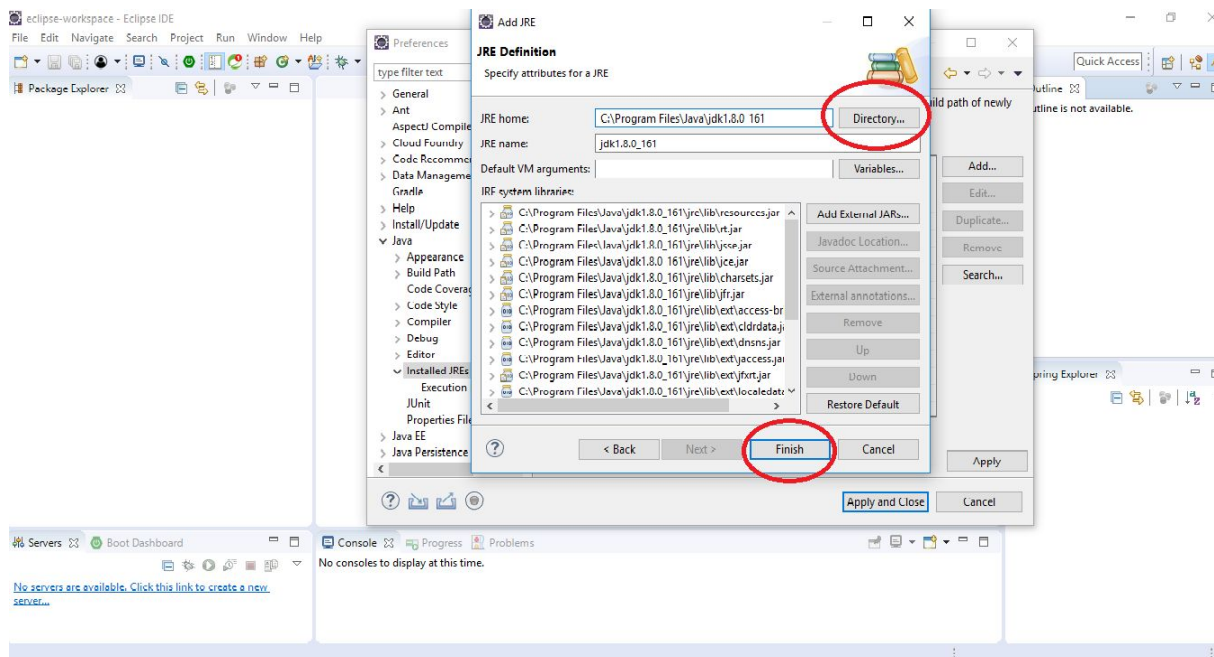 eclipse-workspace - Eclipse IDE
File Edit Navigate Search Project Run Window Help
Quick Access
Package Explorer
Outline
utline is not available.
Preferences
type filter text
General
Ant
AspectJ Compile
Cloud Foundry
Code Recomme
Data Manageme
Gradle
Help
Install/Update
Java
Appearance
Build Path
Code Covera
Code Style
Compiler
Debug
Editor
Installed JREs
Execution
JUnit
Properties File
Java EE
Java Persistence
uild path of newly
Add...
Edit...
Duplicate...
Remove
Search...
Apply
Apply and Close
Cancel
Add JRE
JRE Definition
Specify attributes for a JRE
JRE home: C:\Program Files\Java\jdk1.8.0_161 Directory...
JRE name: jdk1.8.0_161
Default VM arguments: Variables...
JRE system libraries:
C:\Program Files\Java\jdk1.8.0_161\jre\lib\resources.jar
C:\Program Files\Java\jdk1.8.0_161\jre\lib\rt.jar
C:\Program Files\Java\jdk1.8.0_161\jre\lib\jsse.jar
C:\Program Files\Java\jdk1.8.0_161\jre\lib\jce.jar
C:\Program Files\Java\jdk1.8.0_161\jre\lib\charsets.jar
C:\Program Files\Java\jdk1.8.0_161\jre\lib\jfr.jar
C:\Program Files\Java\jdk1.8.0_161\jre\lib\ext\access-br
C:\Program Files\Java\jdk1.8.0_161\jre\lib\ext\cldrdata.j
C:\Program Files\Java\jdk1.8.0_161\jre\lib\ext\dnsns.jar
C:\Program Files\Java\jdk1.8.0_161\jre\lib\ext\jaccess.jar
C:\Program Files\Java\jdk1.8.0_161\jre\lib\ext\jfxrt.jar
C:\Program Files\Java\jdk1.8.0_161\jre\lib\ext\localedata
Add External JARs...
Javadoc Location...
Source Attachment...
External annotations...
Remove
Up
Down
Restore Default
< Back Next > Finish Cancel
pring Explorer
Servers Boot Dashboard
No servers are available. Click this link to create a new
server...
Console Progress Problems
No consoles to display at this time.